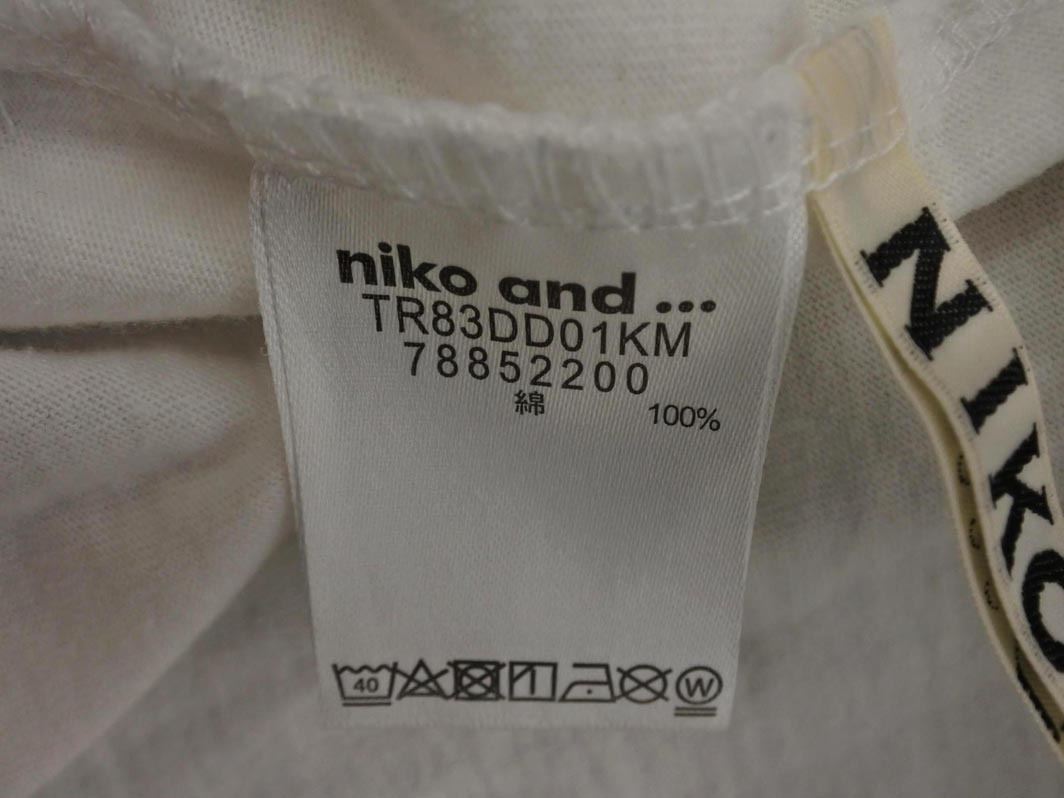 niko and ...
TR83DD01KM
78852200
綿 100%
40
W
NIKO